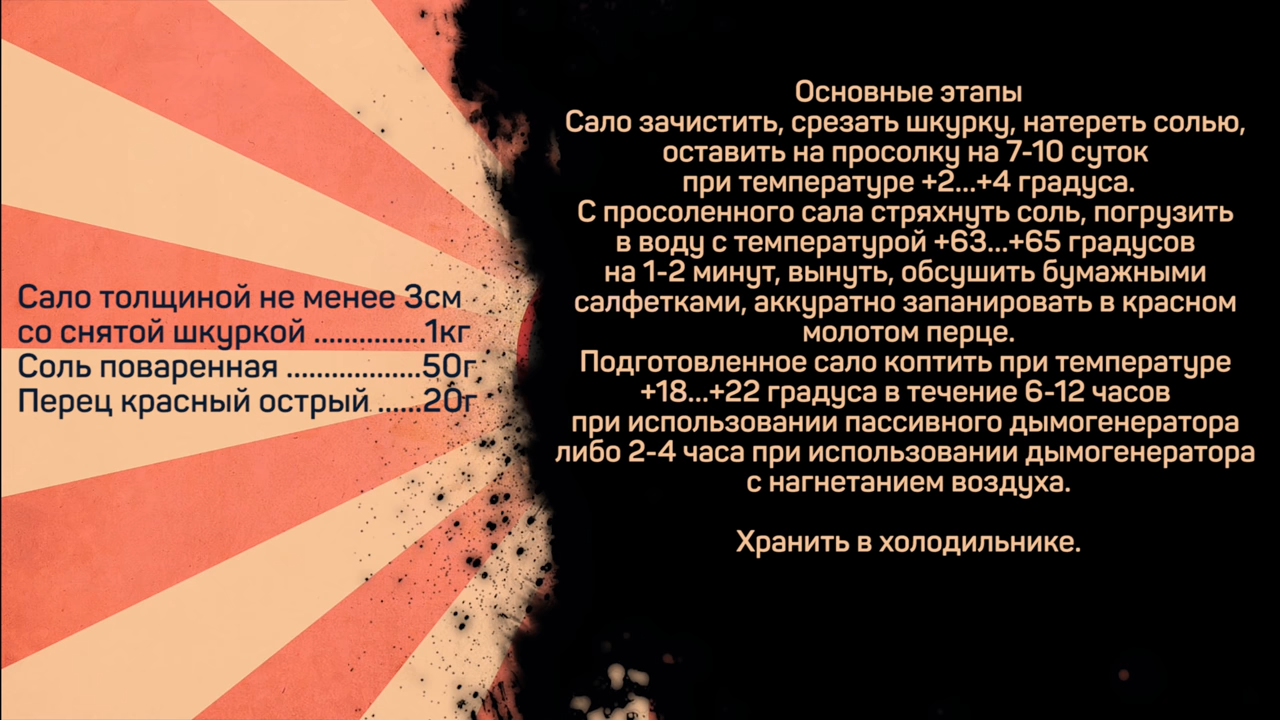 Сало толщиной не менее 3см
со снятой шкуркой ...............1кг
Соль поваренная ..................50г
Перец красный острый ......20г
Основные этапы
Сало зачистить, срезать шкурку, натереть солью,
оставить на просолку на 7-10 суток
при температуре +2...+4 градуса.
С просоленного сала стряхнуть соль, погрузить
в воду с температурой +63...+65 градусов
на 1-2 минут, вынуть, обсушить бумажными
салфетками, аккуратно запанировать в красном
молотом перце.
Подготовленное сало коптить при температуре
+18...+22 градуса в течение 6-12 часов
при использовании пассивного дымогенератора
либо 2-4 часа при использовании дымогенератора
с нагнетанием воздуха.
Хранить в холодильнике.